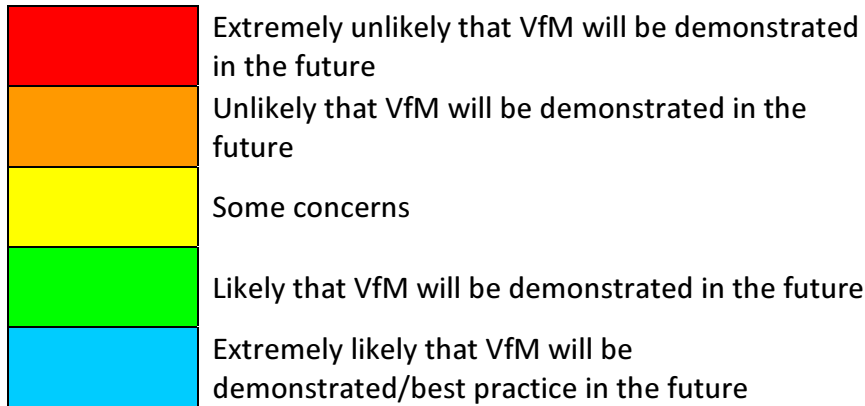 Extremely unlikely that VfM will be demonstrated
in the future
Unlikely that VfM will be demonstrated in the
future
Some concerns
Likely that VfM will be demonstrated in the future
Extremely likely that VfM will be
demonstrated/best practice in the future